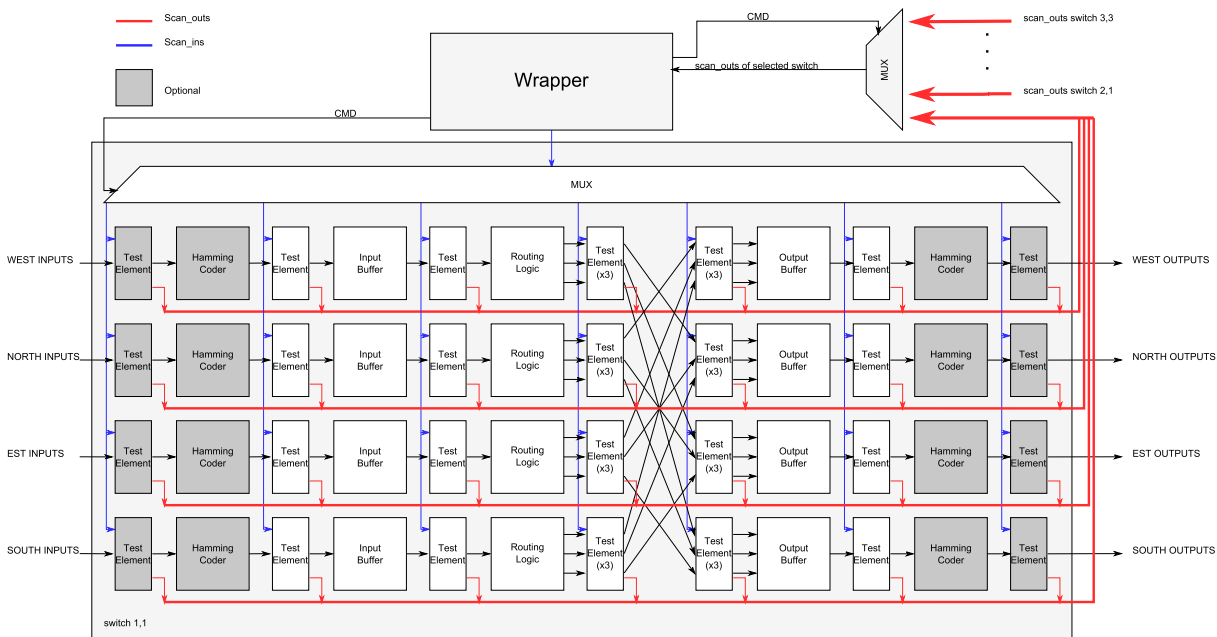 Scan_outs
Scan_ins
Optional
Wrapper
CMD
scan_outs of selected switch
MUX
scan_outs switch 3,3
scan_outs switch 2,1
CMD
MUX
WEST INPUTS
Test
Element
Hamming
Coder
Test
Element
Input
Buffer
Test
Element
Routing
Logic
Test
Element
(x3)
Test
Element
(x3)
Output
Buffer
Test
Element
Hamming
Coder
Test
Element
WEST OUTPUTS
NORTH INPUTS
Test
Element
Hamming
Coder
Test
Element
Input
Buffer
Test
Element
Routing
Logic
Test
Element
(x3)
Test
Element
(x3)
Output
Buffer
Test
Element
Hamming
Coder
Test
Element
NORTH OUTPUTS
EST INPUTS
Test
Element
Hamming
Coder
Test
Element
Input
Buffer
Test
Element
Routing
Logic
Test
Element
(x3)
Test
Element
(x3)
Output
Buffer
Test
Element
Hamming
Coder
Test
Element
EST OUTPUTS
SOUTH INPUTS
Test
Element
Hamming
Coder
Test
Element
Input
Buffer
Test
Element
Routing
Logic
Test
Element
(x3)
Test
Element
(x3)
Output
Buffer
Test
Element
Hamming
Coder
Test
Element
SOUTH OUTPUTS
switch 1,1